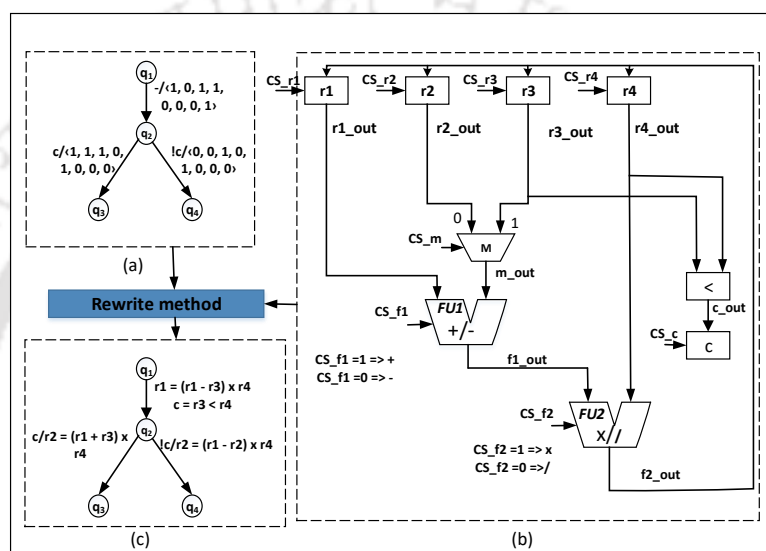 q1
-/‹1, 0, 1, 1,
0, 0, 0, 1›
q2
c/‹1, 1, 1, 0,
1, 0, 0, 0›
!c/‹0, 0, 1, 0,
1, 0, 0, 0›
q3
q4
(a)
Rewrite method
q1
r1 = (r1 - r3) x r4
c = r3 < r4
q2
c/r2 = (r1 + r3) x
r4
!c/r2 = (r1 - r2) x r4
q3
q4
(c)
CS_r1
r1
CS_r2
r2
CS_r3
r3
CS_r4
r4
r1_out
r2_out
r3_out
r4_out
0
1
CS_m
M
m_out
<
c_out
CS_c
C
CS_f1
FU1
+/-
CS_f1 =1 => +
CS_f1 =0 => -
f1_out
CS_f2
FU2
X//
CS_f2 =1 => x
CS_f2 =0 =>/
f2_out
(b)